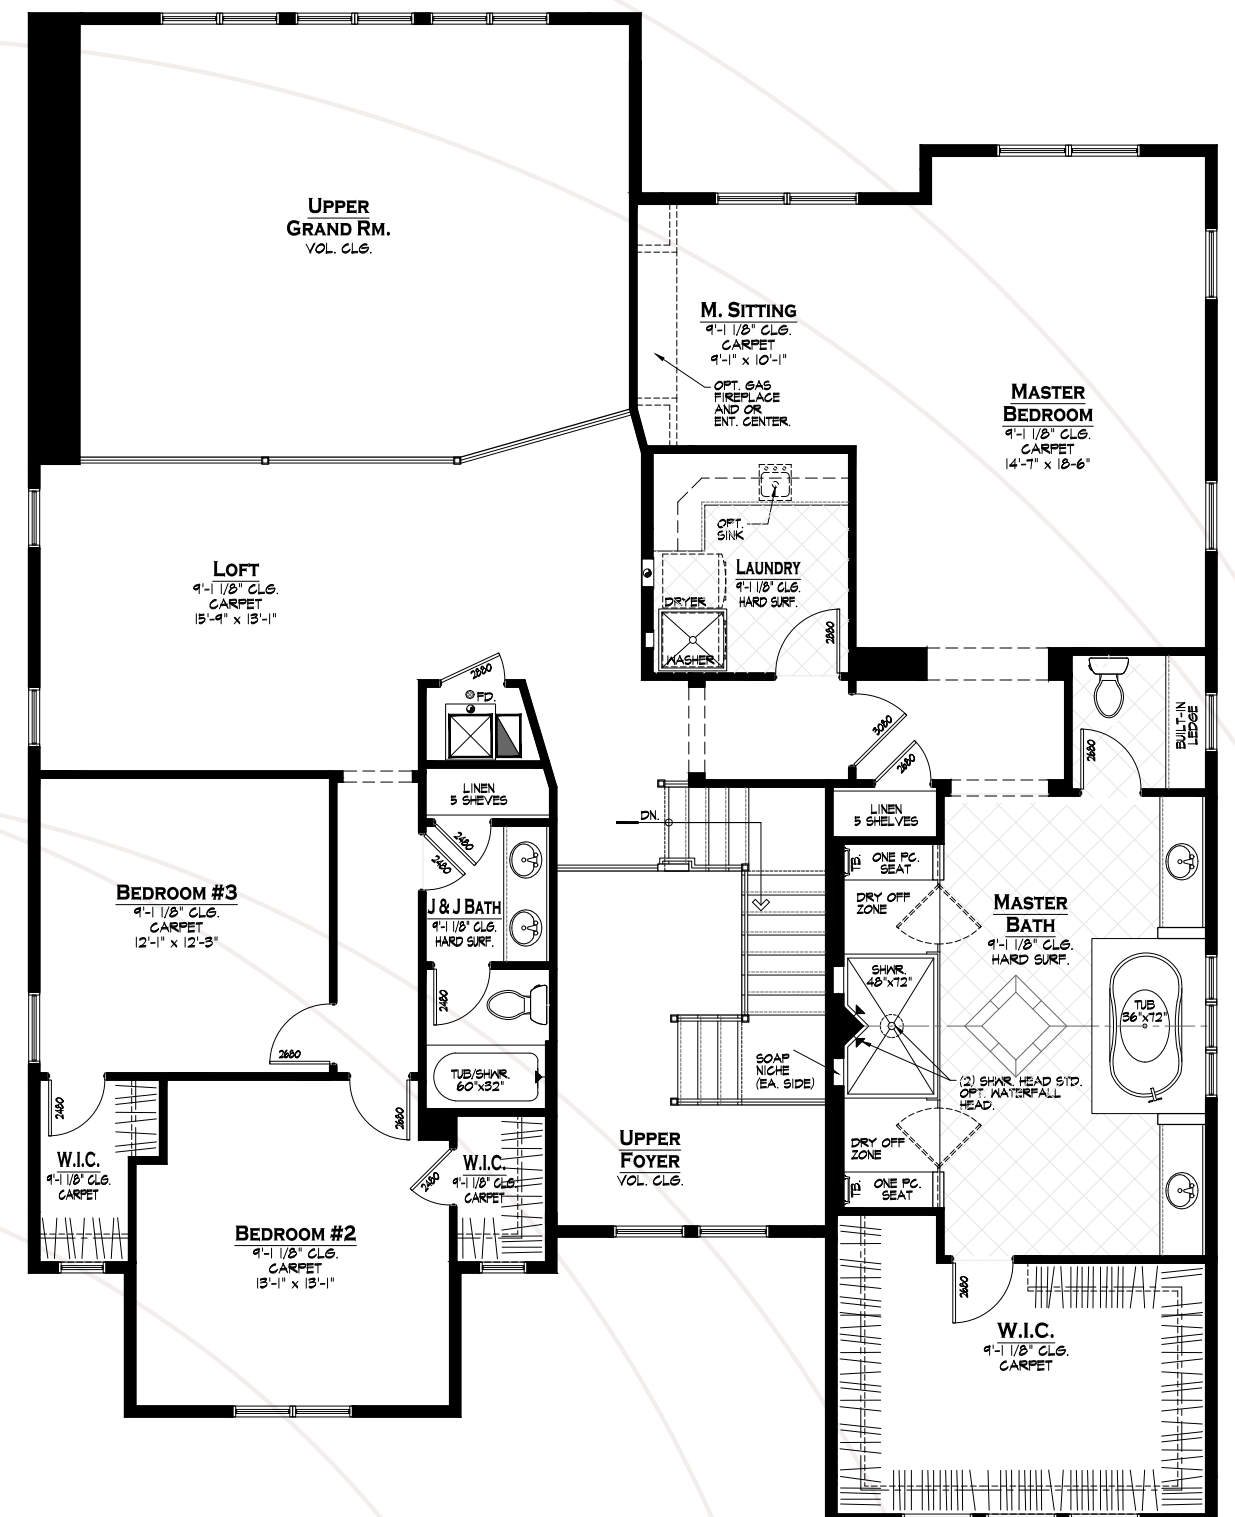 UPPER
GRAND RM.
VOL. CLG.
M. SITTING
9'-1 1/8" CLG.
CARPET
9'-1" x 10'-1"
OPT. GAS
FIREPLACE
AND OR
ENT. CENTER.
MASTER
BEDROOM
9'-1 1/8" CLG.
CARPET
14'-7" x 18-6"
OPT.
SINK
LAUNDRY
9'-1 1/8" CLG.
HARD SURF.
DRYER
WASHER
2880
LOFT
9'-1 1/8" CLG.
CARPET
15'-9" x 13'-1"
2880
FD.
3080
2680
2680
BUILT-IN
LEDGE
LINEN
5 SHEVES
LINEN
5 SHELVES
DN.
2480
2480
BEDROOM #3
9'-1 1/8" CLG.
CARPET
12'-1" x 12'-3"
2680
J & J BATH
9'-1 1/8" CLG.
HARD SURF.
2480
TUB/SHWR.
60"x32"
TB.
ONE PC.
SEAT
DRY OFF
ZONE
MASTER
BATH
9'-1 1/8" CLG.
HARD SURF.
SHWR.
48"x72"
TUB
36"x72"
SOAP
NICHE
(EA. SIDE)
(2) SHWR. HEAD STD.
OPT. WATERFALL
HEAD.
DRY OFF
ZONE
TB.
ONE PC.
SEAT
2480
2680
W.I.C.
9'-1 1/8" CLG.
CARPET
W.I.C.
9'-1 1/8" CLG.
CARPET
2480
UPPER
FOYER
VOL. CLG.
BEDROOM #2
9'-1 1/8" CLG.
CARPET
13'-1" x 13'-1"
2680
W.I.C.
9'-1 1/8" CLG.
CARPET